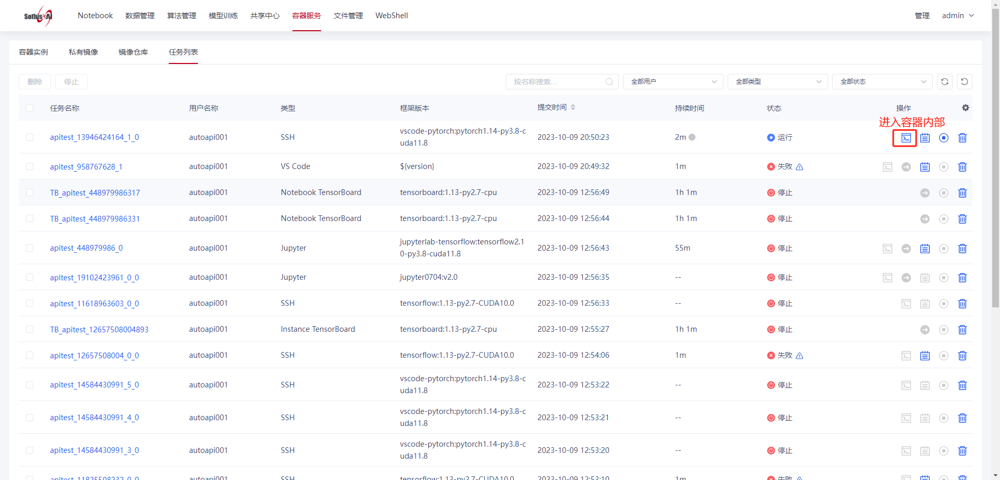 SothisAI
Notebook 数据管理 算法管理 模型训练 共享中心 容器服务 文件管理 WebShell 管理 admin
容器实例 私有镜像 镜像仓库 任务列表
删除 停止 按名称搜索... 全部用户 全部类型 全部状态
任务名称 用户名称 类型 框架版本 提交时间 持续时间 状态 操作
进入容器内部
apitest_13946424164_1_0 autoapi001 SSH vscode-pytorch:pytorch1.14-py3.8-c 2023-10-09 20:50:23 2m 运行
uda11.8
apitest_958767628_1 autoapi001 VS Code ${version} 2023-10-09 20:49:32 1m 失败
TB_apitest_448979986317 autoapi001 Notebook TensorBoard tensorboard:1.13-py2.7-cpu 2023-10-09 12:56:49 1h 1m 停止
TB_apitest_448979986331 autoapi001 Notebook TensorBoard tensorboard:1.13-py2.7-cpu 2023-10-09 12:56:44 1h 1m 停止
apitest_448979986_0 autoapi001 Jupyter jupyterlab-tensorflow:tensorflow2.1 2023-10-09 12:56:43 55m 停止
0-py3.8-cuda11.8
apitest_19102423961_0_0 autoapi001 Jupyter jupyter0704:v2.0 2023-10-09 12:56:35 -- 停止
apitest_11618963603_0_0 autoapi001 SSH tensorflow:1.13-py2.7-CUDA10.0 2023-10-09 12:56:33 -- 停止
TB_apitest_12657508004893 autoapi001 Instance TensorBoard tensorboard:1.13-py2.7-cpu 2023-10-09 12:55:27 1h 1m 停止
apitest_12657508004_0_0 autoapi001 SSH tensorflow:1.13-py2.7-CUDA10.0 2023-10-09 12:54:06 1m 失败
apitest_14584430991_5_0 autoapi001 SSH vscode-pytorch:pytorch1.14-py3.8-c 2023-10-09 12:53:22 -- 停止
uda11.8
apitest_14584430991_4_0 autoapi001 SSH vscode-pytorch:pytorch1.14-py3.8-c 2023-10-09 12:53:21 -- 停止
uda11.8
apitest_14584430991_3_0 autoapi001 SSH vscode-pytorch:pytorch1.14-py3.8-c 2023-10-09 12:53:20 -- 停止
uda11.8
apitest_11825508232_0_0 autoapi001 SSH tensorflow:1.13-py2.7-CUDA10.0 2023-10-09 12:53:10 1m 失败